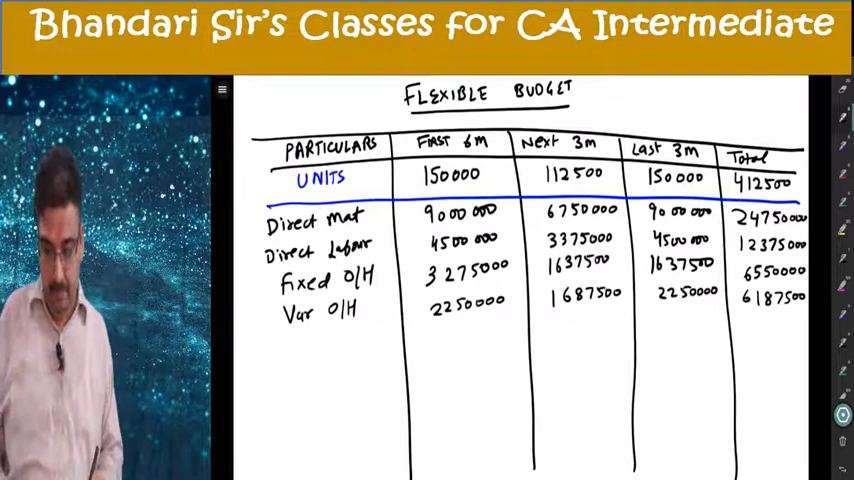 Bhandari Sir's Classes for CA Intermediate
FLEXIBLE BUDGET
PARTICULARS First 6m Next 3m Last 3m Total
UNITS 150000 112500 150000 412500
Direct Mat 9000000 6750000 9000000 24750000
Direct Labour 4500000 3375000 4500000 12375000
Fixed O/H 3275000 1637500 1637500 6550000
Var O/H 2250000 1687500 2250000 6187500